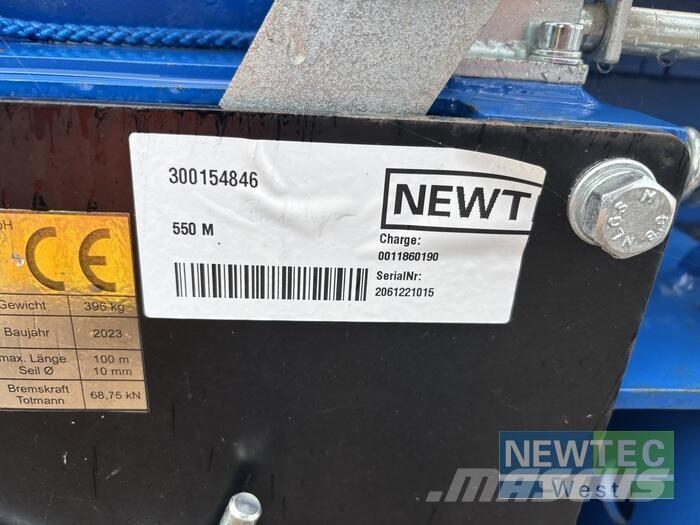 300154846
NEWT
550 M
Charge:
0011860190
SerialNr:
2061221015
CE
Gewicht 396 kg
Baujahr 2023
max. Länge 100 m
Seil Ø 10 mm
Bremskraft 68,75 kN
Totmann
NEWTEC
West
mascus